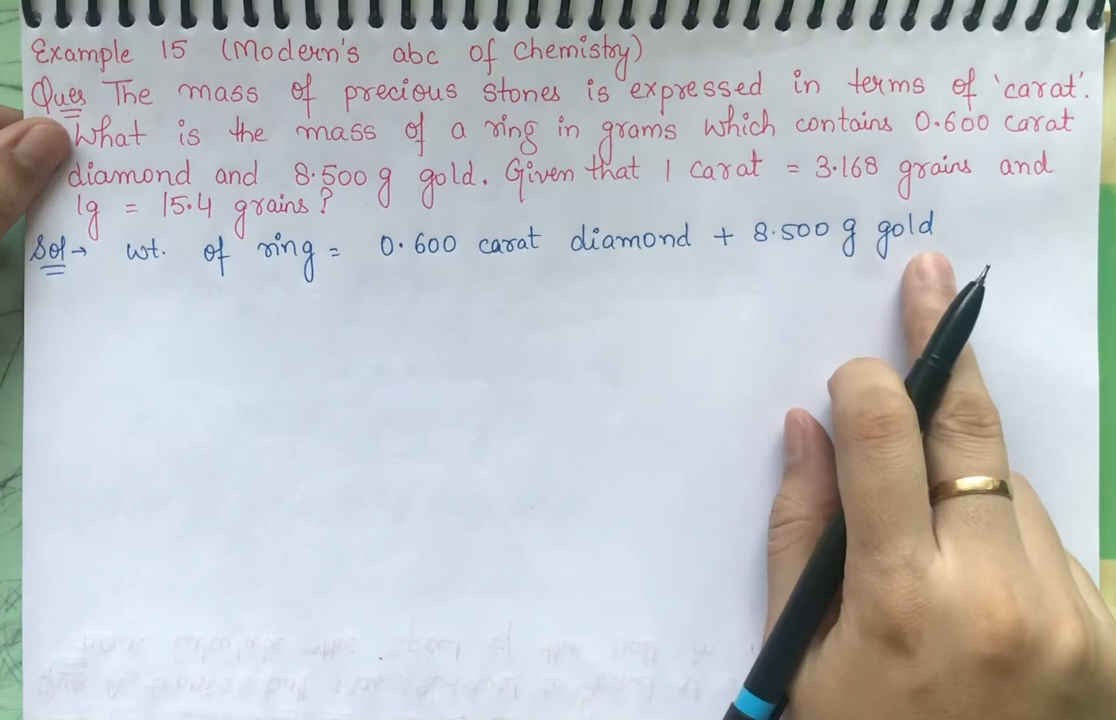 Example 15 (Modern's abc of Chemistry)
Ques The mass of precious stones is expressed in terms of 'carat'.
What is the mass of a ring in grams which contains 0.600 carat
diamond and 8.500 g gold. Given that 1 carat = 3.168 grains and
1g = 15.4 grains?
Sol→ wt. of ring = 0.600 carat diamond + 8.500 g gold